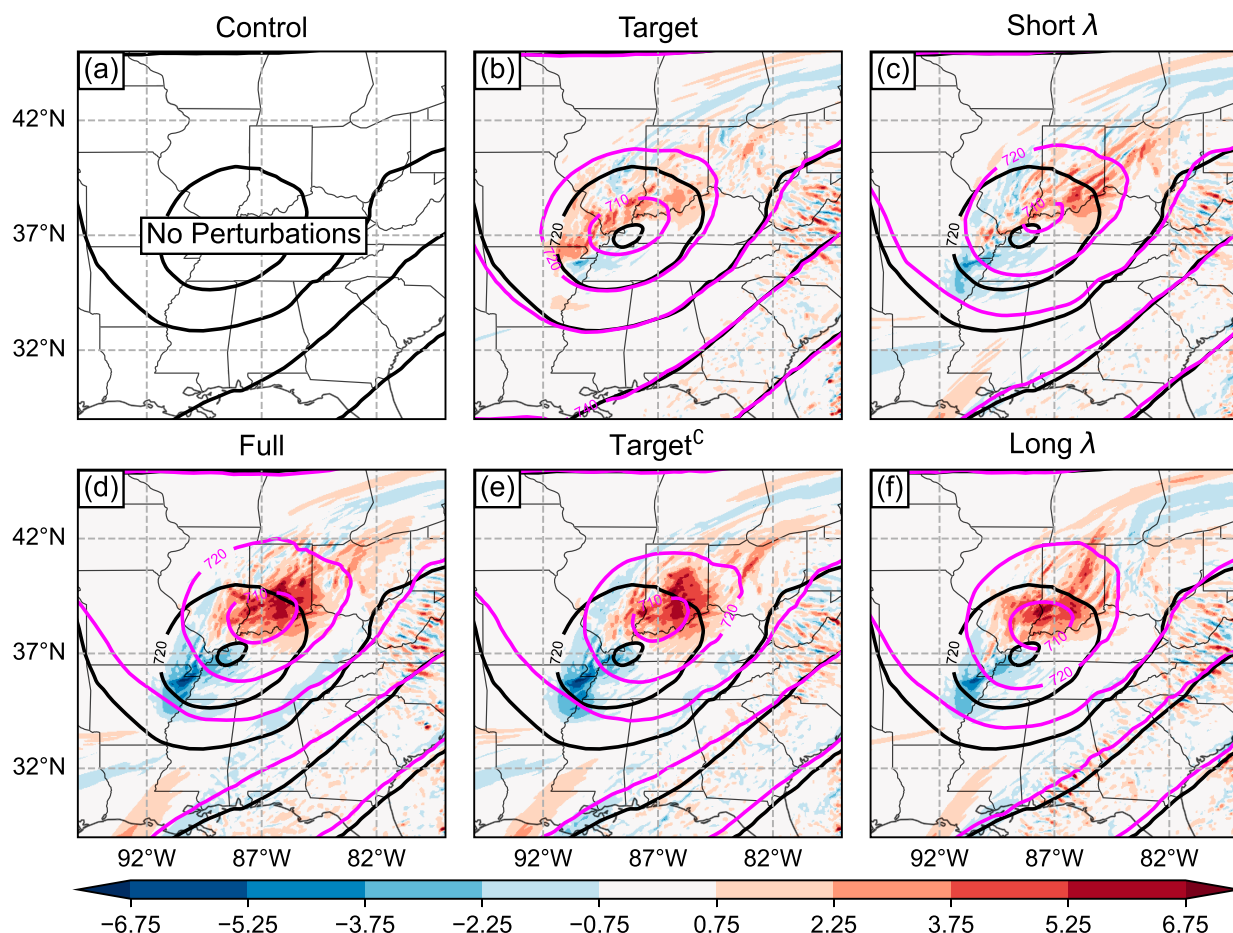 Control
Target
Short λ
(a)
No Perturbations
(b)
720
710
720
740
(c)
720
710
720
42°N
37°N
32°N
Full
Target^C
Long λ
(d)
720
710
720
(e)
710
720
720
(f)
710
720
720
42°N
37°N
32°N
92°W 87°W 82°W
92°W 87°W 82°W
92°W 87°W 82°W
−6.75 −5.25 −3.75 −2.25 −0.75 0.75 2.25 3.75 5.25 6.75